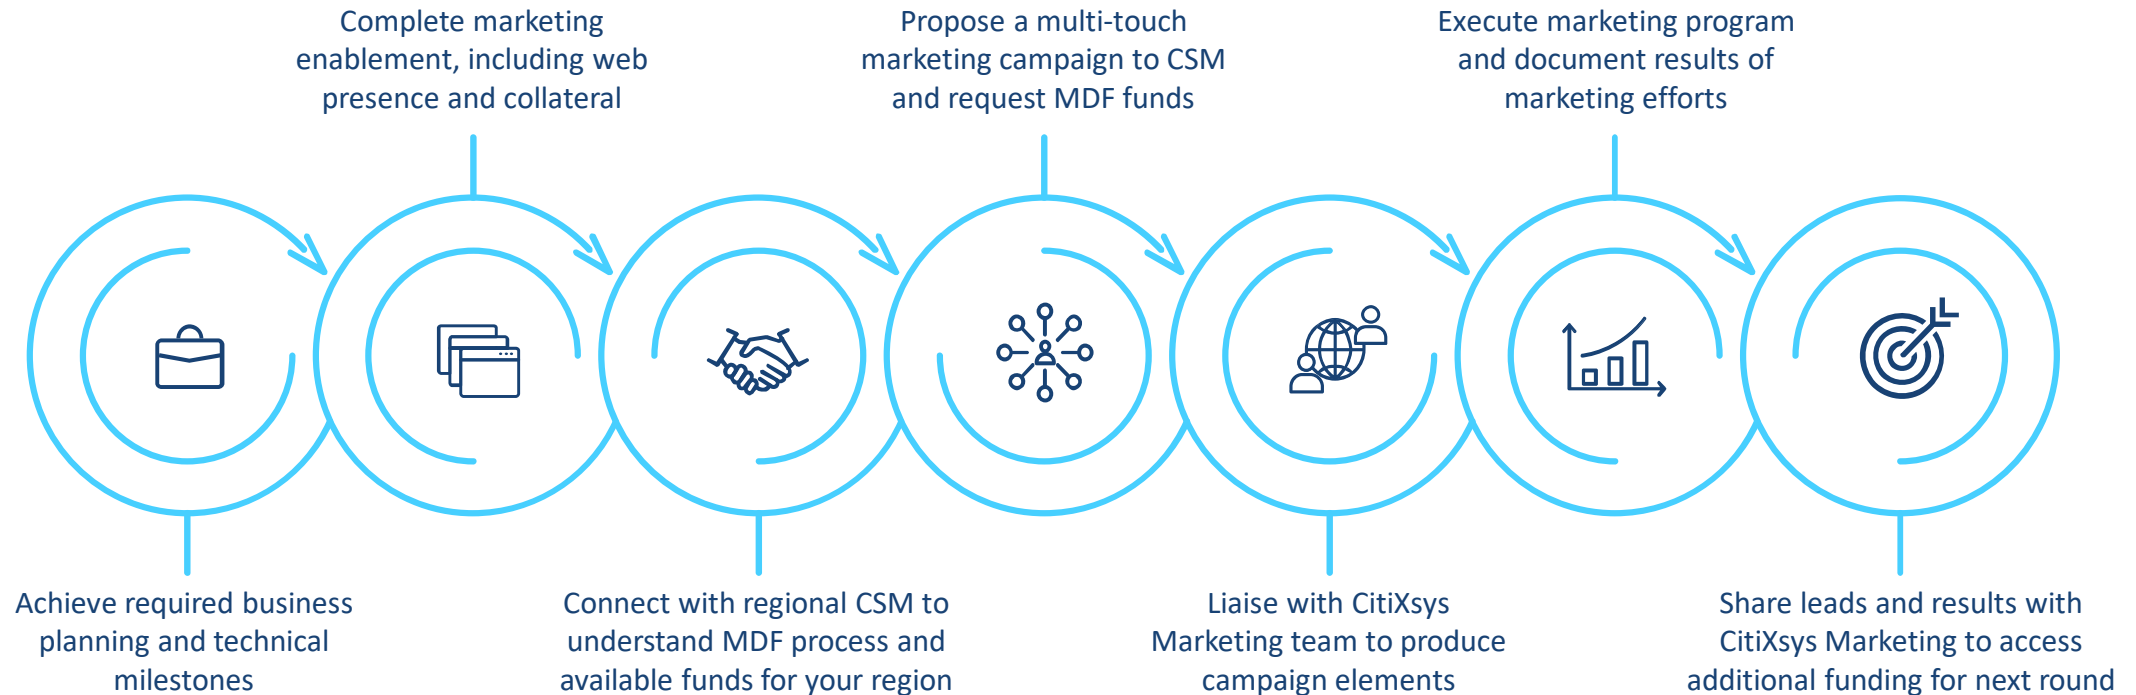 Complete marketing
enablement, including web
presence and collateral
Propose a multi-touch
marketing campaign to CSM
and request MDF funds
Execute marketing program
and document results of
marketing efforts
Achieve required business
planning and technical
milestones
Connect with regional CSM to
understand MDF process and
available funds for your region
Liaise with CitiXsys
Marketing team to produce
campaign elements
Share leads and results with
CitiXsys Marketing to access
additional funding for next round